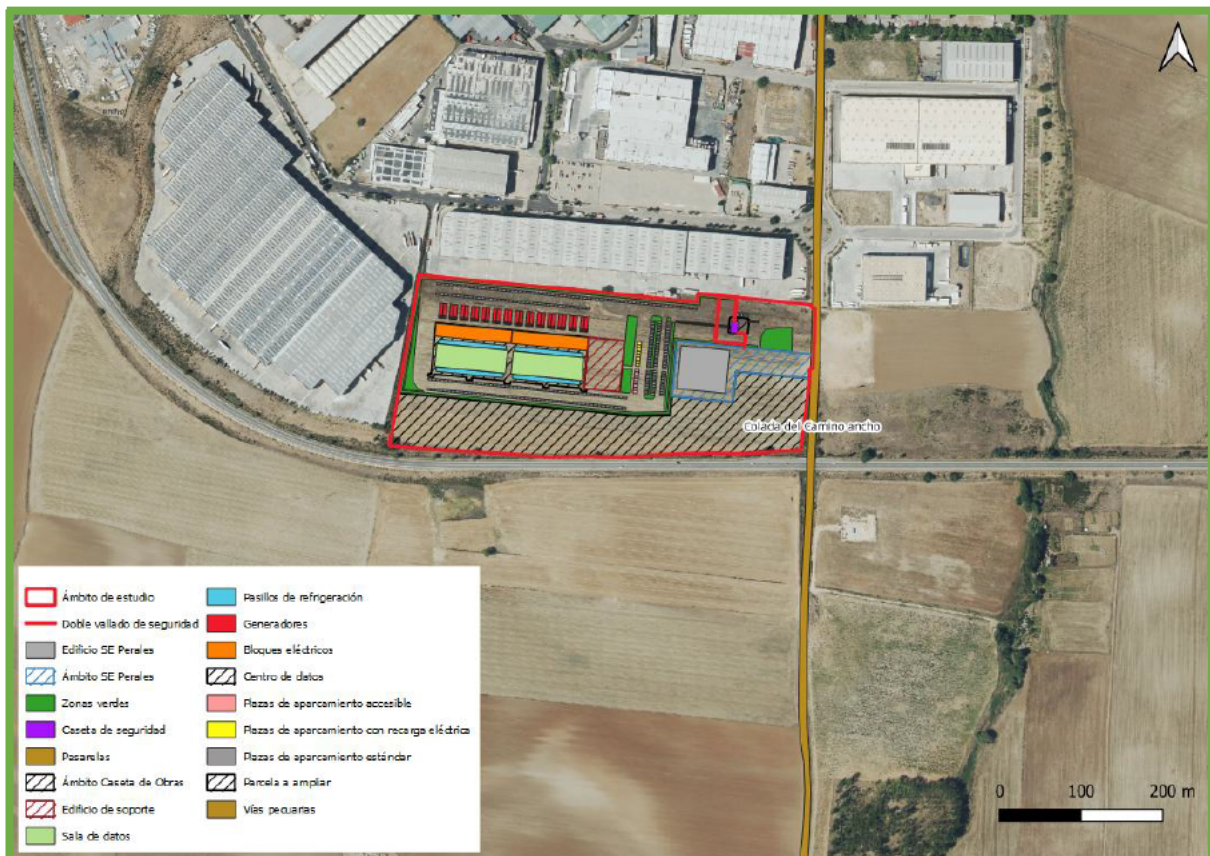 Colada del Camino ancho
Ámbito de estudio
Doble vallado de seguridad
Edificio SE Perales
Ámbito SE Perales
Zonas verdes
Caseta de seguridad
Pasarelas
Ámbito Caseta de Obras
Edificio de soporte
Sala de datos
Pasillos de refrigeración
Generadores
Bloques eléctricos
Centro de datos
Plazas de aparcamiento accesible
Plazas de aparcamiento con recarga eléctrica
Plazas de aparcamiento estándar
Parcela a ampliar
Vías pecuarias
0 100 200 m